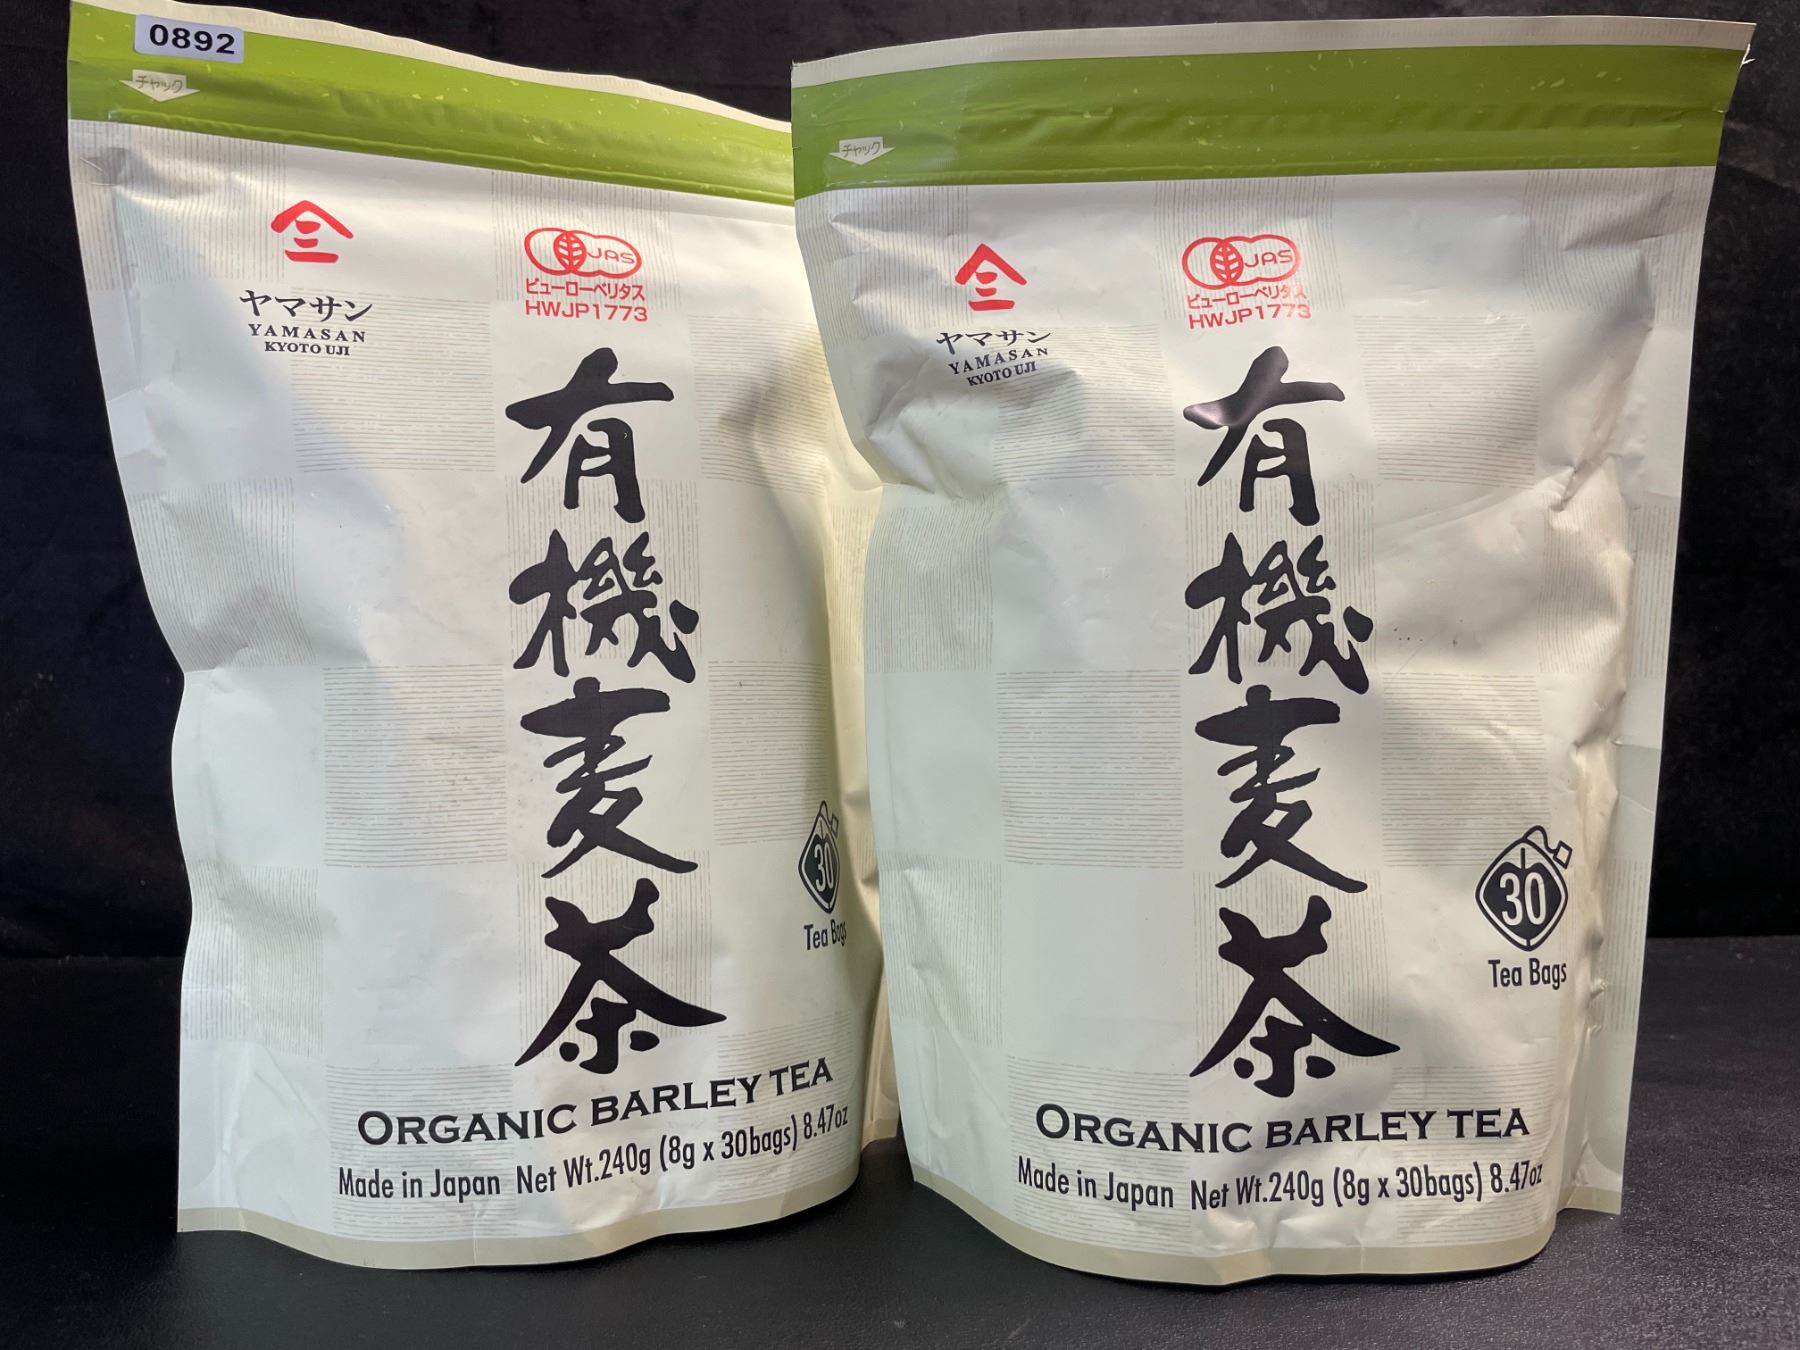 0892
チャック
ヤマサン
YAMASAN
KYOTO UJI
JAS
ビューローベリタス
HWJP1773
有機麦茶
30
Tea Bags
ORGANIC BARLEY TEA
Made in Japan Net Wt.240g (8g x 30bags) 8.47oz
チャック
ヤマサン
YAMASAN
KYOTO UJI
JAS
ビューローベリタス
HWJP1773
有機麦茶
30
Tea Bags
ORGANIC BARLEY TEA
Made in Japan Net Wt.240g (8g x 30bags) 8.47oz